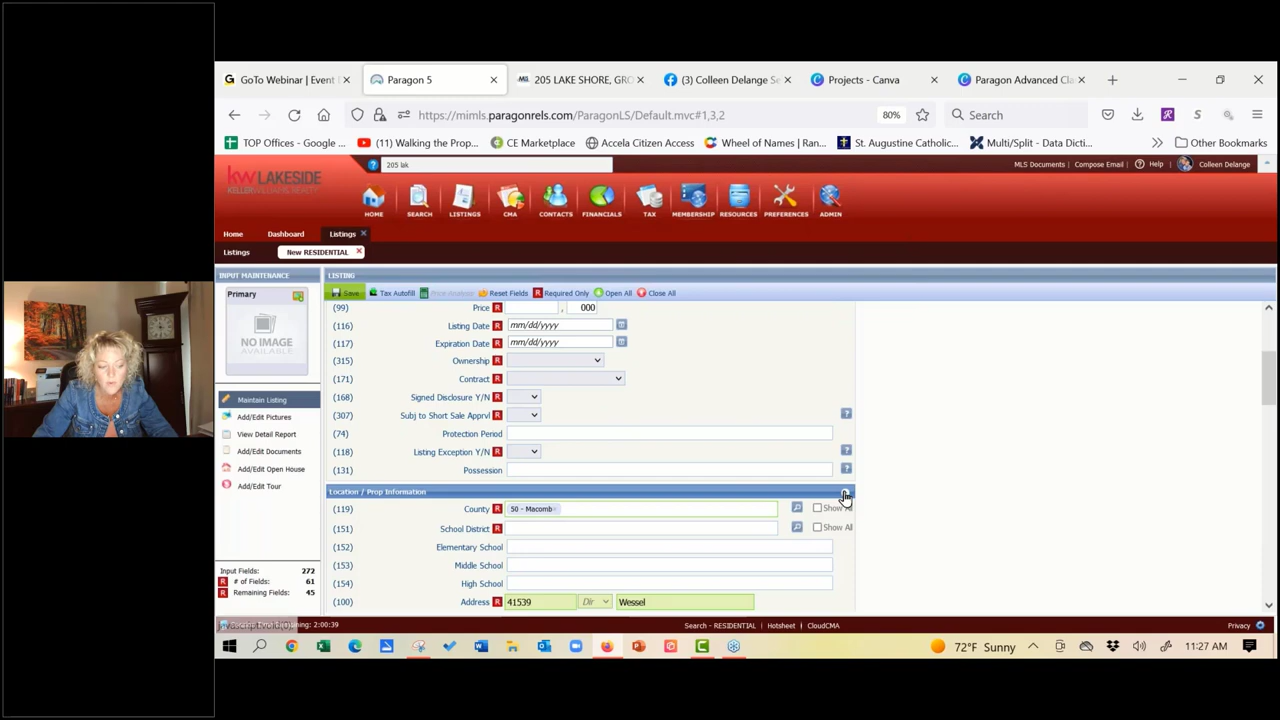 GoTo Webinar | Event
Paragon 5
205 LAKE SHORE, GRO
(3) Colleen Delange Se
Projects - Canva
Paragon Advanced Cla
https://mimls.paragonrels.com/ParagonLS/Default.mvc#1,3,2
80%
Search
TOP Offices - Google ...
(11) Walking the Prop...
CE Marketplace
Accela Citizen Access
Wheel of Names | Ran...
St. Augustine Catholic...
Multi/Split - Data Dicti...
Other Bookmarks
kw LAKESIDE
KELLERWILLIAMS REALTY
205 lak
MLS Documents
Compose Email
Help
Colleen Delange
HOME
SEARCH
LISTINGS
CMA
CONTACTS
FINANCIALS
TAX
MEMBERSHIP
RESOURCES
PREFERENCES
ADMIN
Home
Dashboard
Listings
Listings
New RESIDENTIAL
INPUT MAINTENANCE
LISTING
Primary
NO IMAGE
AVAILABLE
Save
Tax Autofill
Price Analysis
Reset Fields
R Required Only
Open All
Close All
(99) Price R , 000
(116) Listing Date R mm/dd/yyyy
(117) Expiration Date R mm/dd/yyyy
(315) Ownership R
(171) Contract R
(168) Signed Disclosure Y/N R
(307) Subj to Short Sale Apprvl R
(74) Protection Period
(118) Listing Exception Y/N R
(131) Possession
Location / Prop Information
(119) County R 50 - Macomb
(151) School District R Show All
(152) Elementary School
(153) Middle School
(154) High School
(100) Address R 41539 Dir Wessel
Maintain Listing
Add/Edit Pictures
View Detail Report
Add/Edit Documents
Add/Edit Open House
Add/Edit Tour
Input Fields: 272
R # of Fields: 61
R Remaining Fields: 45
2:00:39
Search - RESIDENTIAL
Hotsheet
CloudCMA
Privacy
72°F Sunny
11:27 AM